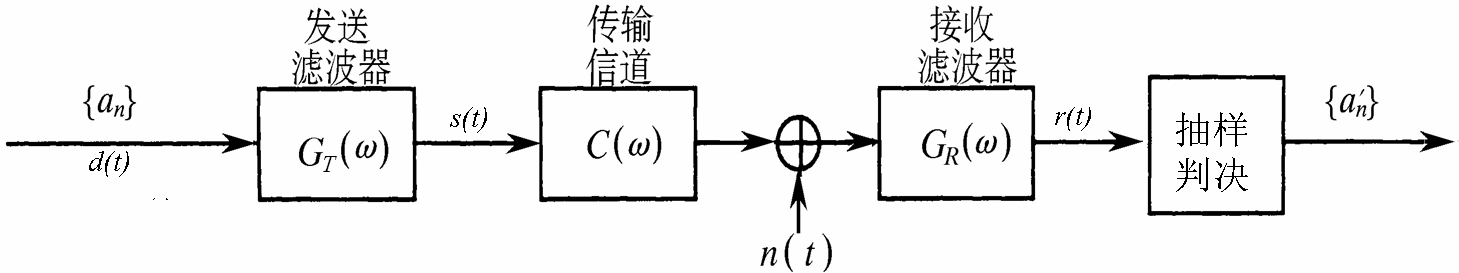 发送
滤波器
传输
信道
接收
滤波器
{aₙ}
d(t)
G_T(ω)
s(t)
C(ω)
n(t)
G_R(ω)
r(t)
抽样
判决
{aₙ′}